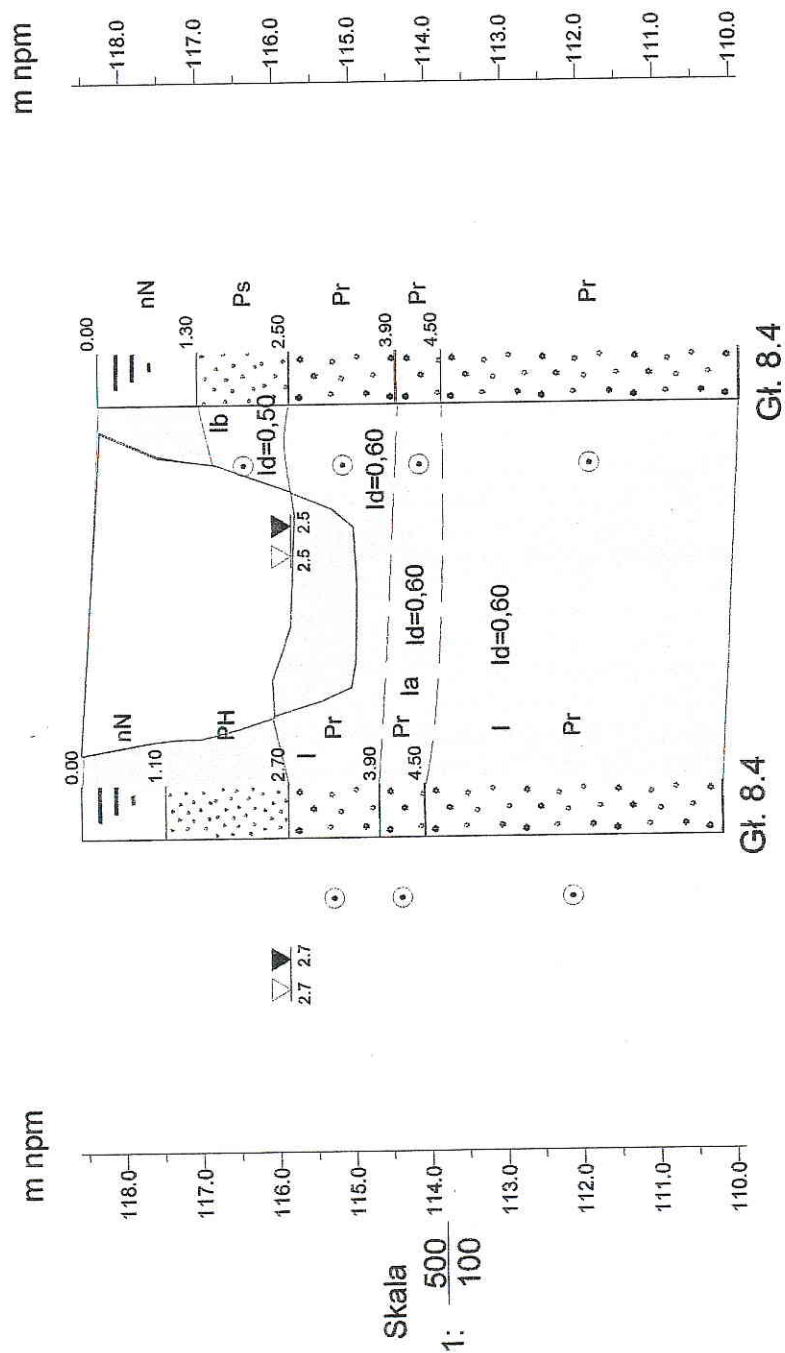 m npm
118.0
117.0
116.0
115.0
114.0
113.0
112.0
111.0
110.0
Skala
1: 500
100
2.7 2.7
0.00
nN
1.10
PH
2.70
I
Pr
3.90
Pr
Ia
4.50
I
Pr
Gł. 8.4
2.5 2.5
Id=0,60
Id=0,60
Ib
Id=0,50
Id=0,60
0.00
nN
1.30
Ps
2.50
Pr
3.90
Pr
4.50
Pr
Gł. 8.4
m npm
118.0
117.0
116.0
115.0
114.0
113.0
112.0
111.0
110.0